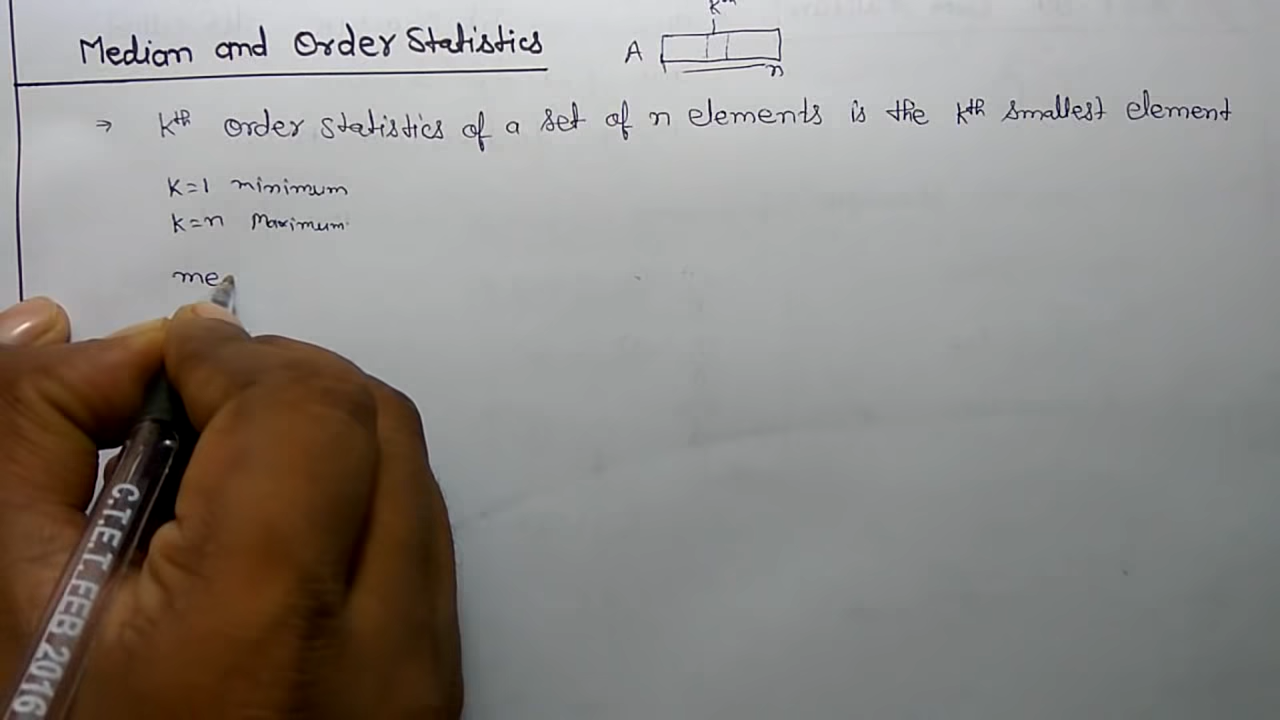 Median and Order Statistics
A
n
→ Kth order statistics of a set of n elements is the kth smallest element
K=1 minimum
K=n Maximum
me
C.T.E.T. FEB 2016